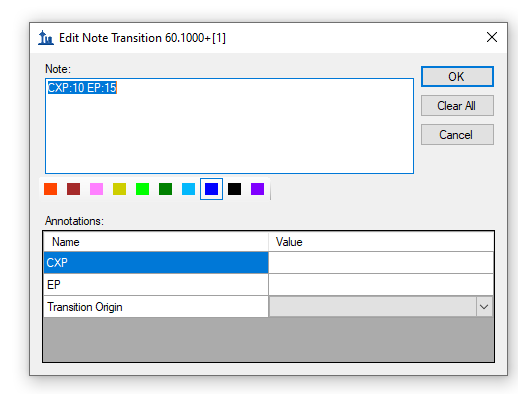 Edit Note Transition 60.1000+[1]
Note:
CXP:10 EP:15
OK
Clear All
Cancel
Annotations:
Name Value
CXP
EP
Transition Origin